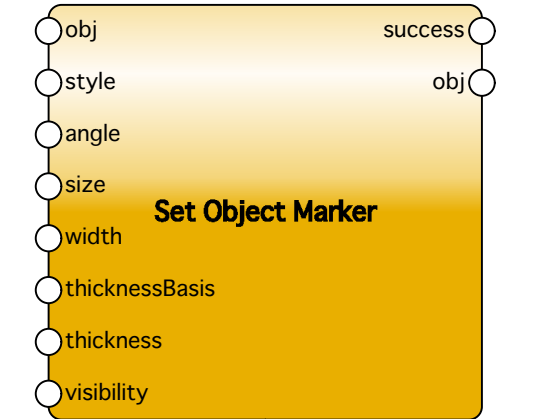 obj
success
style
obj
angle
size
Set Object Marker
width
thicknessBasis
thickness
visibility